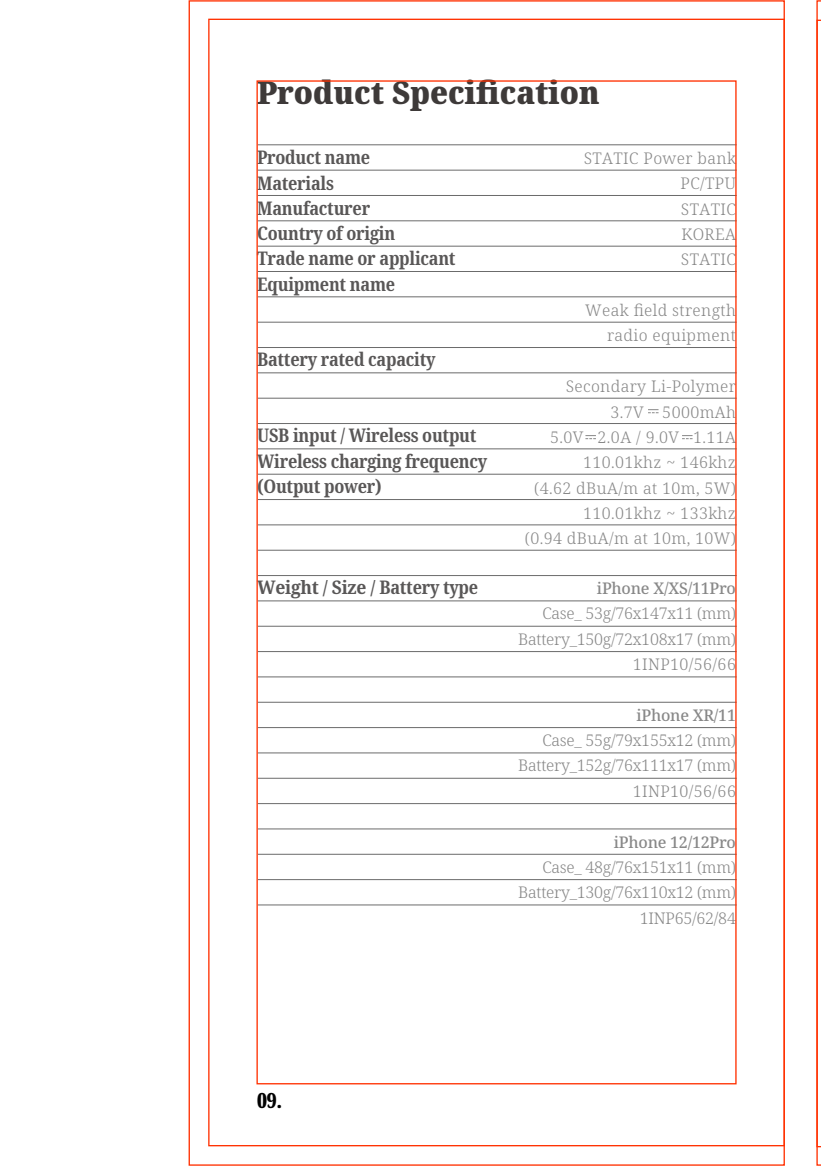 Product Specification
Product name STATIC Power bank
Materials PC/TPU
Manufacturer STATIC
Country of origin KOREA
Trade name or applicant STATIC
Equipment name
Weak field strength
radio equipment
Battery rated capacity
Secondary Li-Polymer
3.7V⎓5000mAh
USB input / Wireless output 5.0V⎓2.0A / 9.0V⎓1.11A
Wireless charging frequency 110.01khz ~ 146khz
(Output power) (4.62 dBuA/m at 10m, 5W)
110.01khz ~ 133khz
(0.94 dBuA/m at 10m, 10W)
Weight / Size / Battery type iPhone X/XS/11Pro
Case_ 53g/76x147x11 (mm)
Battery_150g/72x108x17 (mm)
1INP10/56/66
iPhone XR/11
Case_ 55g/79x155x12 (mm)
Battery_152g/76x111x17 (mm)
1INP10/56/66
iPhone 12/12Pro
Case_ 48g/76x151x11 (mm)
Battery_130g/76x110x12 (mm)
1INP65/62/84
09.